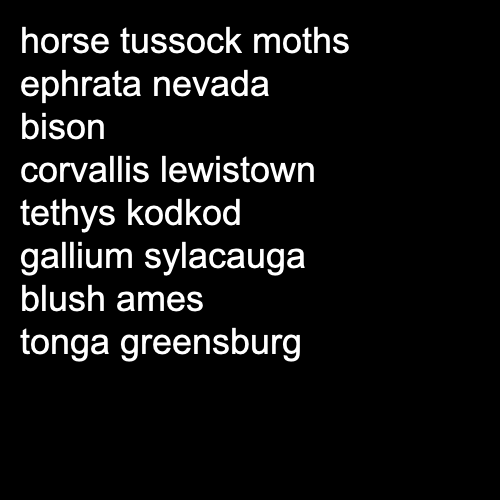 horse tussock moths
ephrata nevada
bison
corvallis lewistown
tethys kodkod
gallium sylacauga
blush ames
tonga greensburg